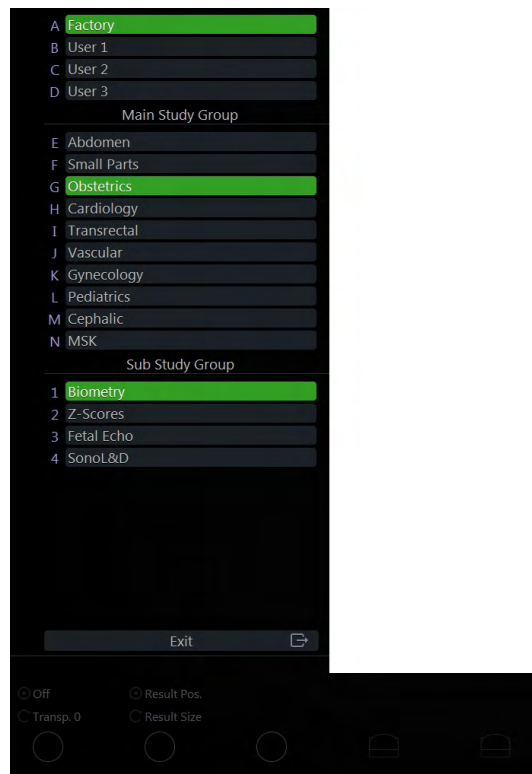 A Factory
B User 1
C User 2
D User 3
Main Study Group
E Abdomen
F Small Parts
G Obstetrics
H Cardiology
I Transrectal
J Vascular
K Gynecology
L Pediatrics
M Cephalic
N MSK
Sub Study Group
1 Biometry
2 Z-Scores
3 Fetal Echo
4 SonoL&D
Exit
Off Result Pos.
Transp. 0 Result Size